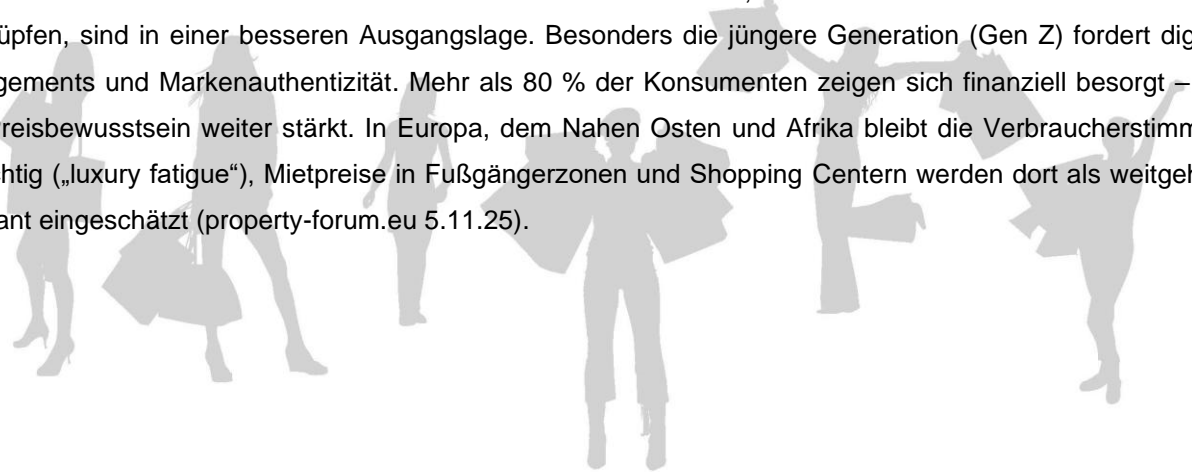 üpfen, sind in einer besseren Ausgangslage. Besonders die jüngere Generation (Gen Z) fordert dig
gements und Markenauthentizität. Mehr als 80 % der Konsumenten zeigen sich finanziell besorgt –
reisbewusstsein weiter stärkt. In Europa, dem Nahen Osten und Afrika bleibt die Verbraucherstimm
htig („luxury fatigue“), Mietpreise in Fußgängerzonen und Shopping Centern werden dort als weitgeh
ant eingeschätzt (property-forum.eu 5.11.25).